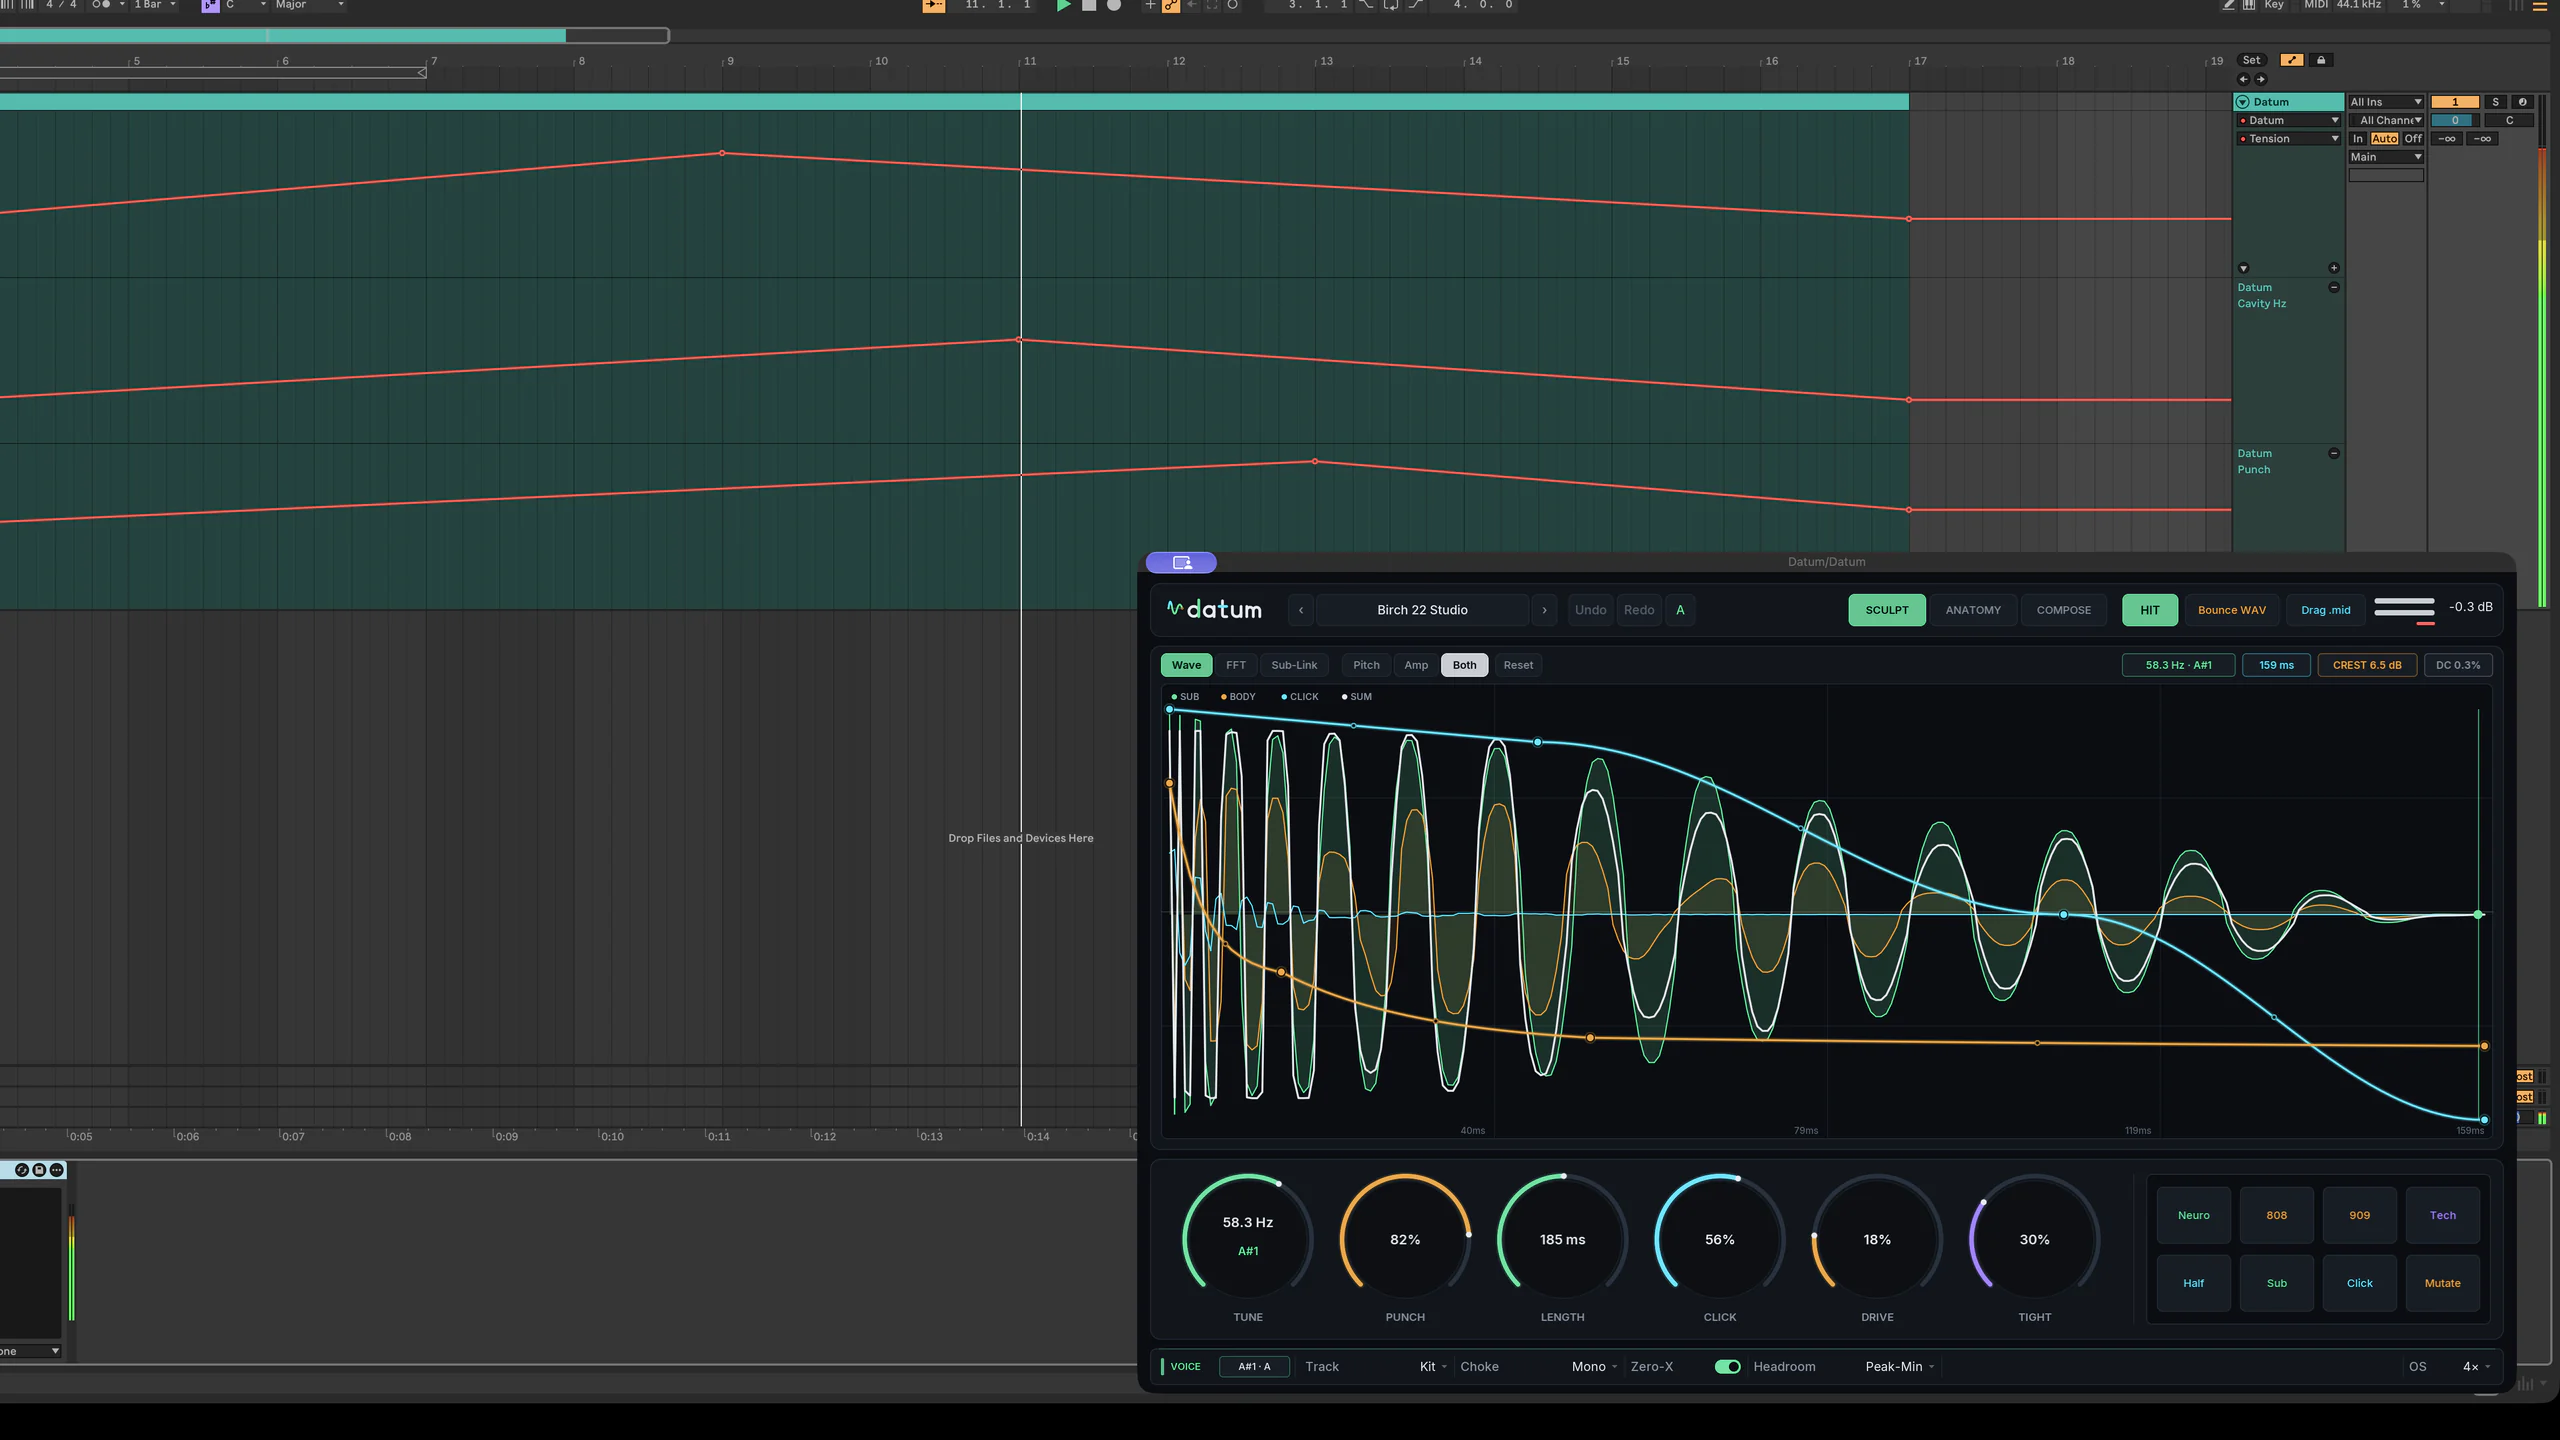 4 / 4 1 Bar C Major 11. 1. 1 3. 1. 1 4. 0. 0 Key MIDI 44.1 kHz 1 %
5 6 7 8 9 10 11 12 13 14 15 16 17 18 19 Set
Datum All Ins 1 S
Datum All Channe 0 C
Tension In Auto Off -∞ -∞
Main
Datum
Cavity Hz
Datum
Punch
Datum/Datum
datum ‹ Birch 22 Studio › Undo Redo A SCULPT ANATOMY COMPOSE HIT Bounce WAV Drag .mid -0.3 dB
Wave FFT Sub-Link Pitch Amp Both Reset 58.3 Hz · A#1 159 ms CREST 6.5 dB DC 0.3%
SUB BODY CLICK SUM
Drop Files and Devices Here
ost
ost
40ms 79ms 119ms 159ms
0:05 0:06 0:07 0:08 0:09 0:10 0:11 0:12 0:13 0:14
58.3 Hz
A#1
82% 185 ms 56% 18% 30%
TUNE PUNCH LENGTH CLICK DRIVE TIGHT
Neuro 808 909 Tech
Half Sub Click Mutate
one
VOICE A#1 · A Track Kit Choke Mono Zero-X Headroom Peak-Min OS 4×